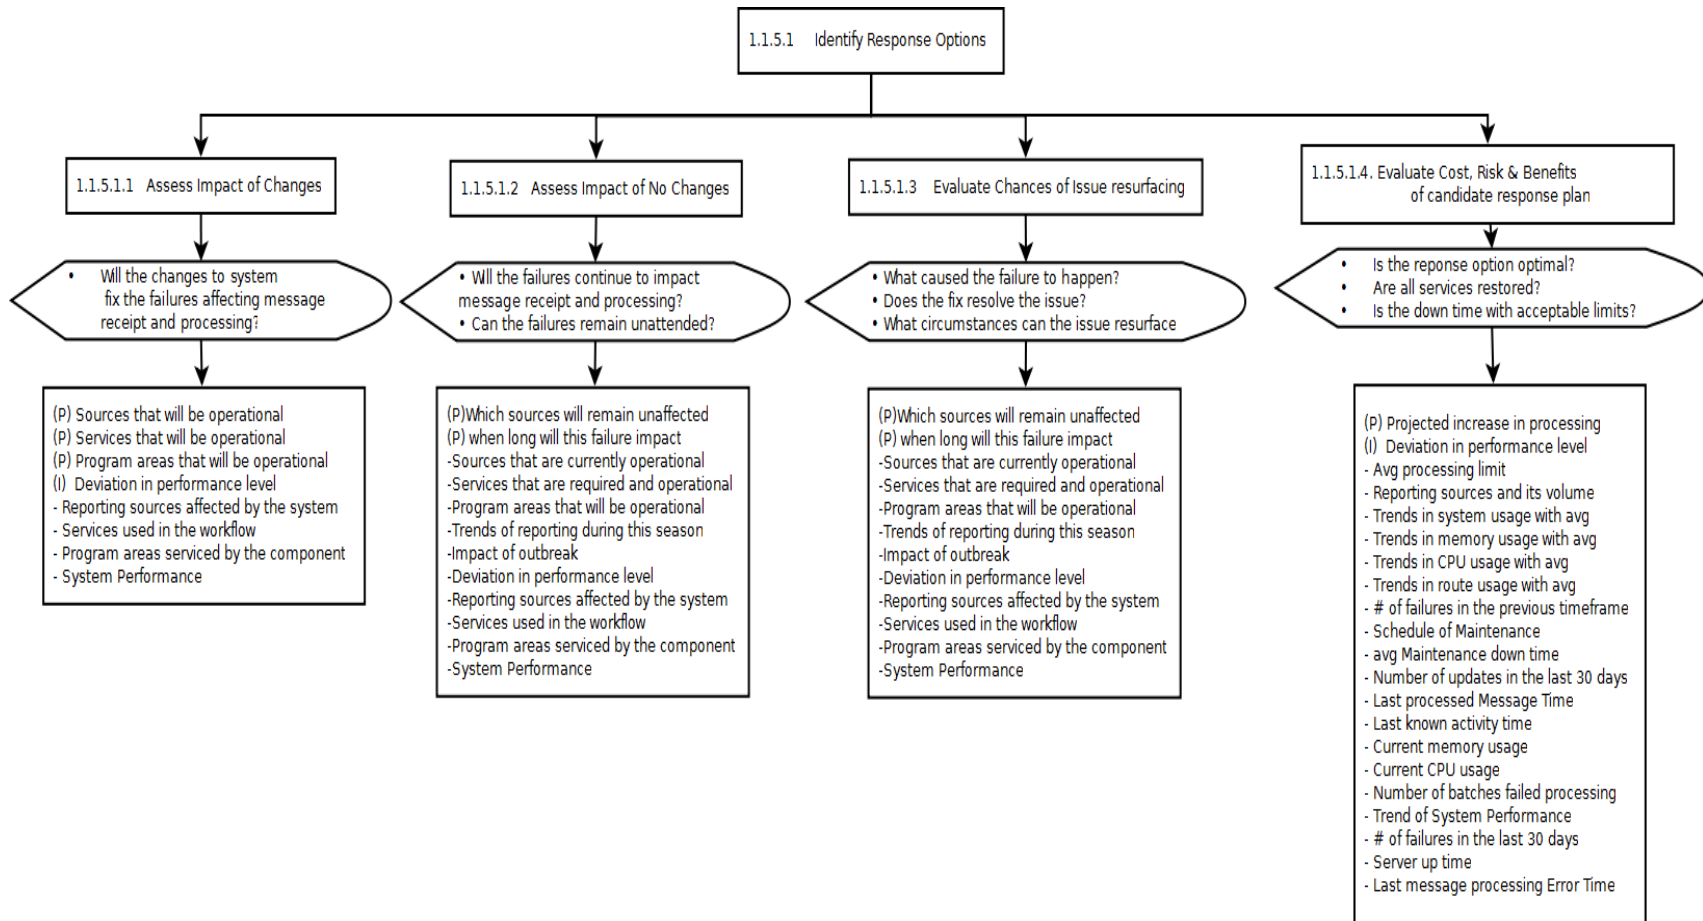 1.1.5.1 Identify Response Options
1.1.5.1.1 Assess Impact of Changes
• Will the changes to system
fix the failures affecting message
receipt and processing?
(P) Sources that will be operational
(P) Services that will be operational
(P) Program areas that will be operational
(I) Deviation in performance level
- Reporting sources affected by the system
- Services used in the workflow
- Program areas serviced by the component
- System Performance
1.1.5.1.2 Assess Impact of No Changes
• Will the failures continue to impact
message receipt and processing?
• Can the failures remain unattended?
(P)Which sources will remain unaffected
(P) when long will this failure impact
-Sources that are currently operational
-Services that are required and operational
-Program areas that will be operational
-Trends of reporting during this season
-Impact of outbreak
-Deviation in performance level
-Reporting sources affected by the system
-Services used in the workflow
-Program areas serviced by the component
-System Performance
1.1.5.1.3 Evaluate Chances of Issue resurfacing
• What caused the failure to happen?
• Does the fix resolve the issue?
• What circumstances can the issue resurface
(P)Which sources will remain unaffected
(P) when long will this failure impact
-Sources that are currently operational
-Services that are required and operational
-Program areas that will be operational
-Trends of reporting during this season
-Impact of outbreak
-Deviation in performance level
-Reporting sources affected by the system
-Services used in the workflow
-Program areas serviced by the component
-System Performance
1.1.5.1.4. Evaluate Cost, Risk & Benefits
of candidate response plan
• Is the reponse option optimal?
• Are all services restored?
• Is the down time with acceptable limits?
(P) Projected increase in processing
(I) Deviation in performance level
- Avg processing limit
- Reporting sources and its volume
- Trends in system usage with avg
- Trends in memory usage with avg
- Trends in CPU usage with avg
- Trends in route usage with avg
- # of failures in the previous timeframe
- Schedule of Maintenance
- avg Maintenance down time
- Number of updates in the last 30 days
- Last processed Message Time
- Last known activity time
- Current memory usage
- Current CPU usage
- Number of batches failed processing
- Trend of System Performance
- # of failures in the last 30 days
- Server up time
- Last message processing Error Time